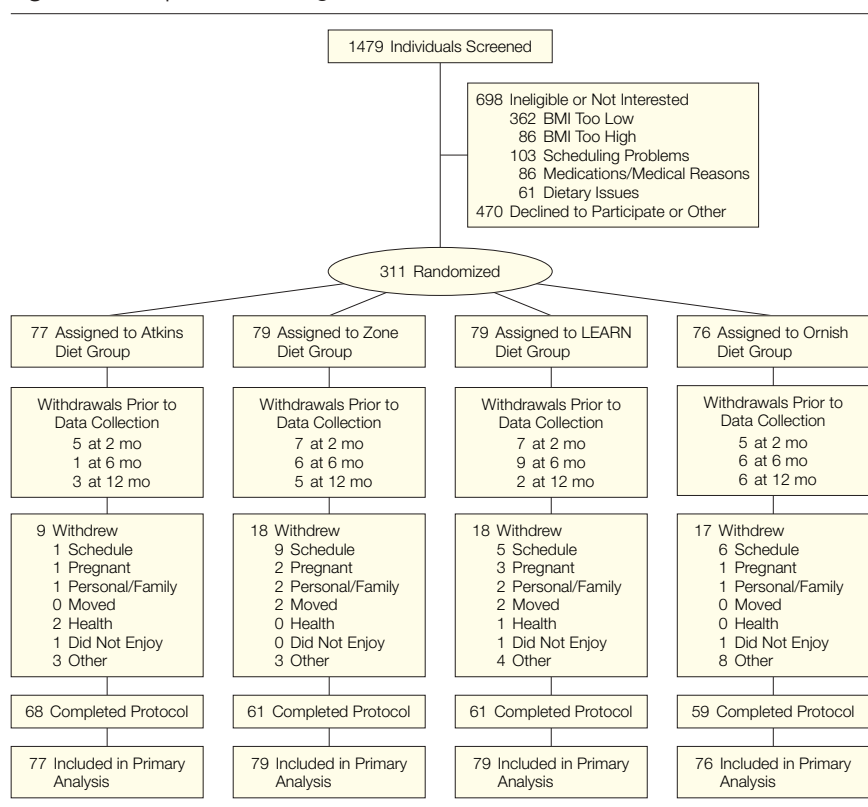 1479 Individuals Screened
698 Ineligible or Not Interested
362 BMI Too Low
86 BMI Too High
103 Scheduling Problems
86 Medications/Medical Reasons
61 Dietary Issues
470 Declined to Participate or Other
311 Randomized
77 Assigned to Atkins
Diet Group
Withdrawals Prior to
Data Collection
5 at 2 mo
1 at 6 mo
3 at 12 mo
9 Withdrew
1 Schedule
1 Pregnant
1 Personal/Family
0 Moved
2 Health
1 Did Not Enjoy
3 Other
68 Completed Protocol
77 Included in Primary
Analysis
79 Assigned to Zone
Diet Group
Withdrawals Prior to
Data Collection
7 at 2 mo
6 at 6 mo
5 at 12 mo
18 Withdrew
9 Schedule
2 Pregnant
2 Personal/Family
2 Moved
0 Health
0 Did Not Enjoy
3 Other
61 Completed Protocol
79 Included in Primary
Analysis
79 Assigned to LEARN
Diet Group
Withdrawals Prior to
Data Collection
7 at 2 mo
9 at 6 mo
2 at 12 mo
18 Withdrew
5 Schedule
3 Pregnant
2 Personal/Family
2 Moved
1 Health
1 Did Not Enjoy
4 Other
61 Completed Protocol
79 Included in Primary
Analysis
76 Assigned to Ornish
Diet Group
Withdrawals Prior to
Data Collection
5 at 2 mo
6 at 6 mo
6 at 12 mo
17 Withdrew
6 Schedule
1 Pregnant
1 Personal/Family
0 Moved
0 Health
1 Did Not Enjoy
8 Other
59 Completed Protocol
76 Included in Primary
Analysis